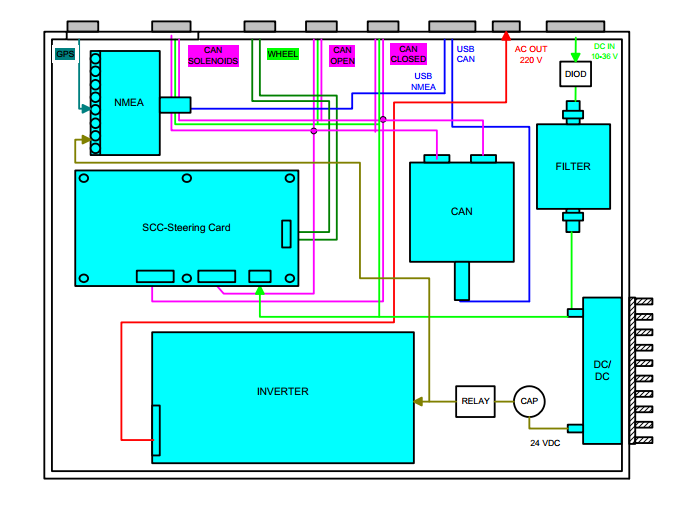 GPS
CAN
SOLENOIDS
WHEEL
CAN
OPEN
CAN
CLOSED
USB
CAN
USB
NMEA
AC OUT
220 V
DC IN
10-36 V
DIOD
NMEA
FILTER
SCC-Steering Card
CAN
DC/
DC
INVERTER
RELAY
CAP
24 VDC